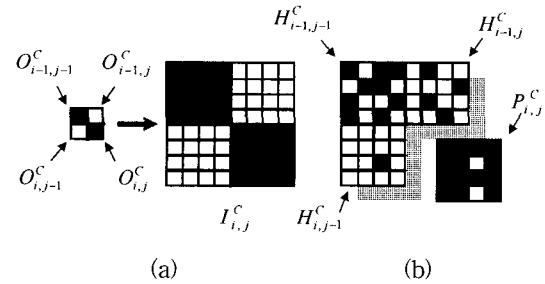 H^C_{i-1,j-1} H^C_{i-1,j}
O^C_{i-1,j-1} O^C_{i-1,j} P^C_{i,j}
O^C_{i,j-1} O^C_{i,j}
I^C_{i,j} H^C_{i,j-1}
(a) (b)